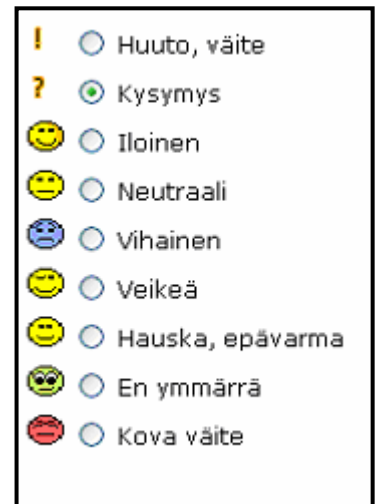 ! Huuto, väite
? Kysymys
Iloinen
Neutraali
Vihainen
Veikeä
Hauska, epävarma
En ymmärrä
Kova väite